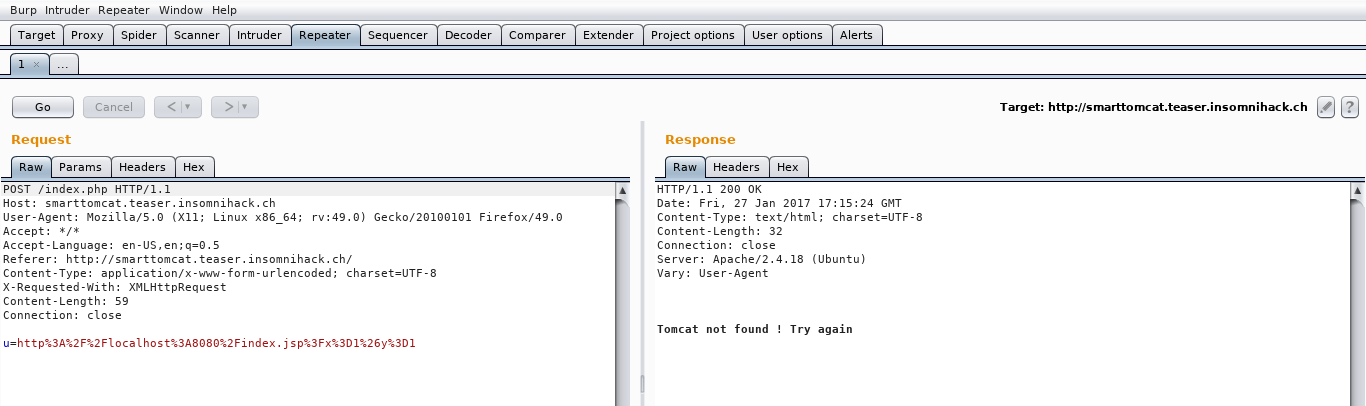 Burp Intruder Repeater Window Help
Target Proxy Spider Scanner Intruder Repeater Sequencer Decoder Comparer Extender Project options User options Alerts
1 × ...
Go Cancel < ▼ > ▼ Target: http://smarttomcat.teaser.insomnihack.ch ?
Request
Raw Params Headers Hex
POST /index.php HTTP/1.1
Host: smarttomcat.teaser.insomnihack.ch
User-Agent: Mozilla/5.0 (X11; Linux x86_64; rv:49.0) Gecko/20100101 Firefox/49.0
Accept: */*
Accept-Language: en-US,en;q=0.5
Referer: http://smarttomcat.teaser.insomnihack.ch/
Content-Type: application/x-www-form-urlencoded; charset=UTF-8
X-Requested-With: XMLHttpRequest
Content-Length: 59
Connection: close
u=http%3A%2F%2Flocalhost%3A8080%2Findex.jsp%3Fx%3D1%26y%3D1
Response
Raw Headers Hex
HTTP/1.1 200 OK
Date: Fri, 27 Jan 2017 17:15:24 GMT
Content-Type: text/html; charset=UTF-8
Content-Length: 32
Connection: close
Server: Apache/2.4.18 (Ubuntu)
Vary: User-Agent
Tomcat not found ! Try again